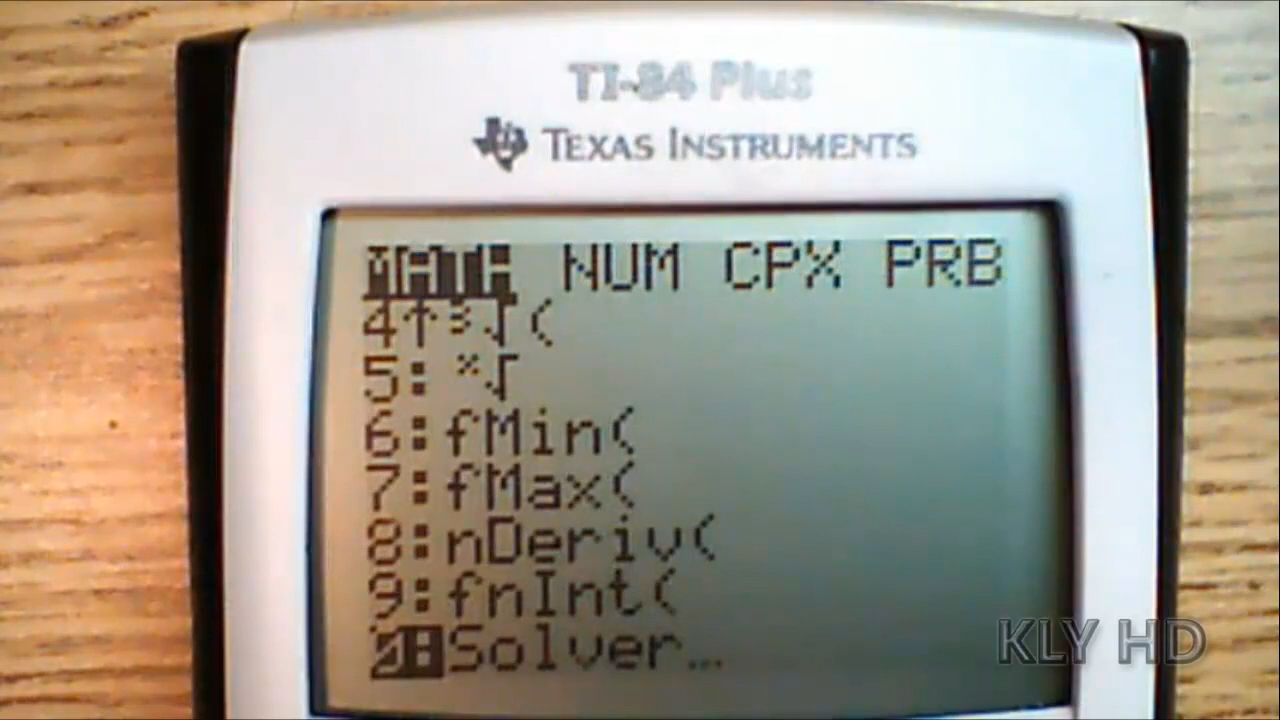 TI-84 Plus
TEXAS INSTRUMENTS
MATH NUM CPX PRB
4↑³√(
5:ˣ√
6:fMin(
7:fMax(
8:nDeriv(
9:fnInt(
0:Solver…
KLY HD